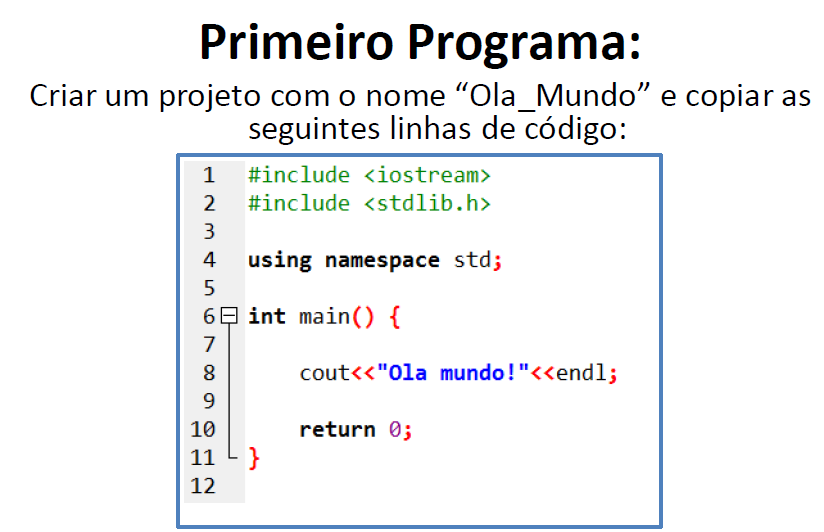 Primeiro Programa:
Criar um projeto com o nome “Ola_Mundo” e copiar as
seguintes linhas de código:
1 #include <iostream>
2 #include <stdlib.h>
3
4 using namespace std;
5
6 int main() {
7
8 cout<<"Ola mundo!"<<endl;
9
10 return 0;
11 }
12